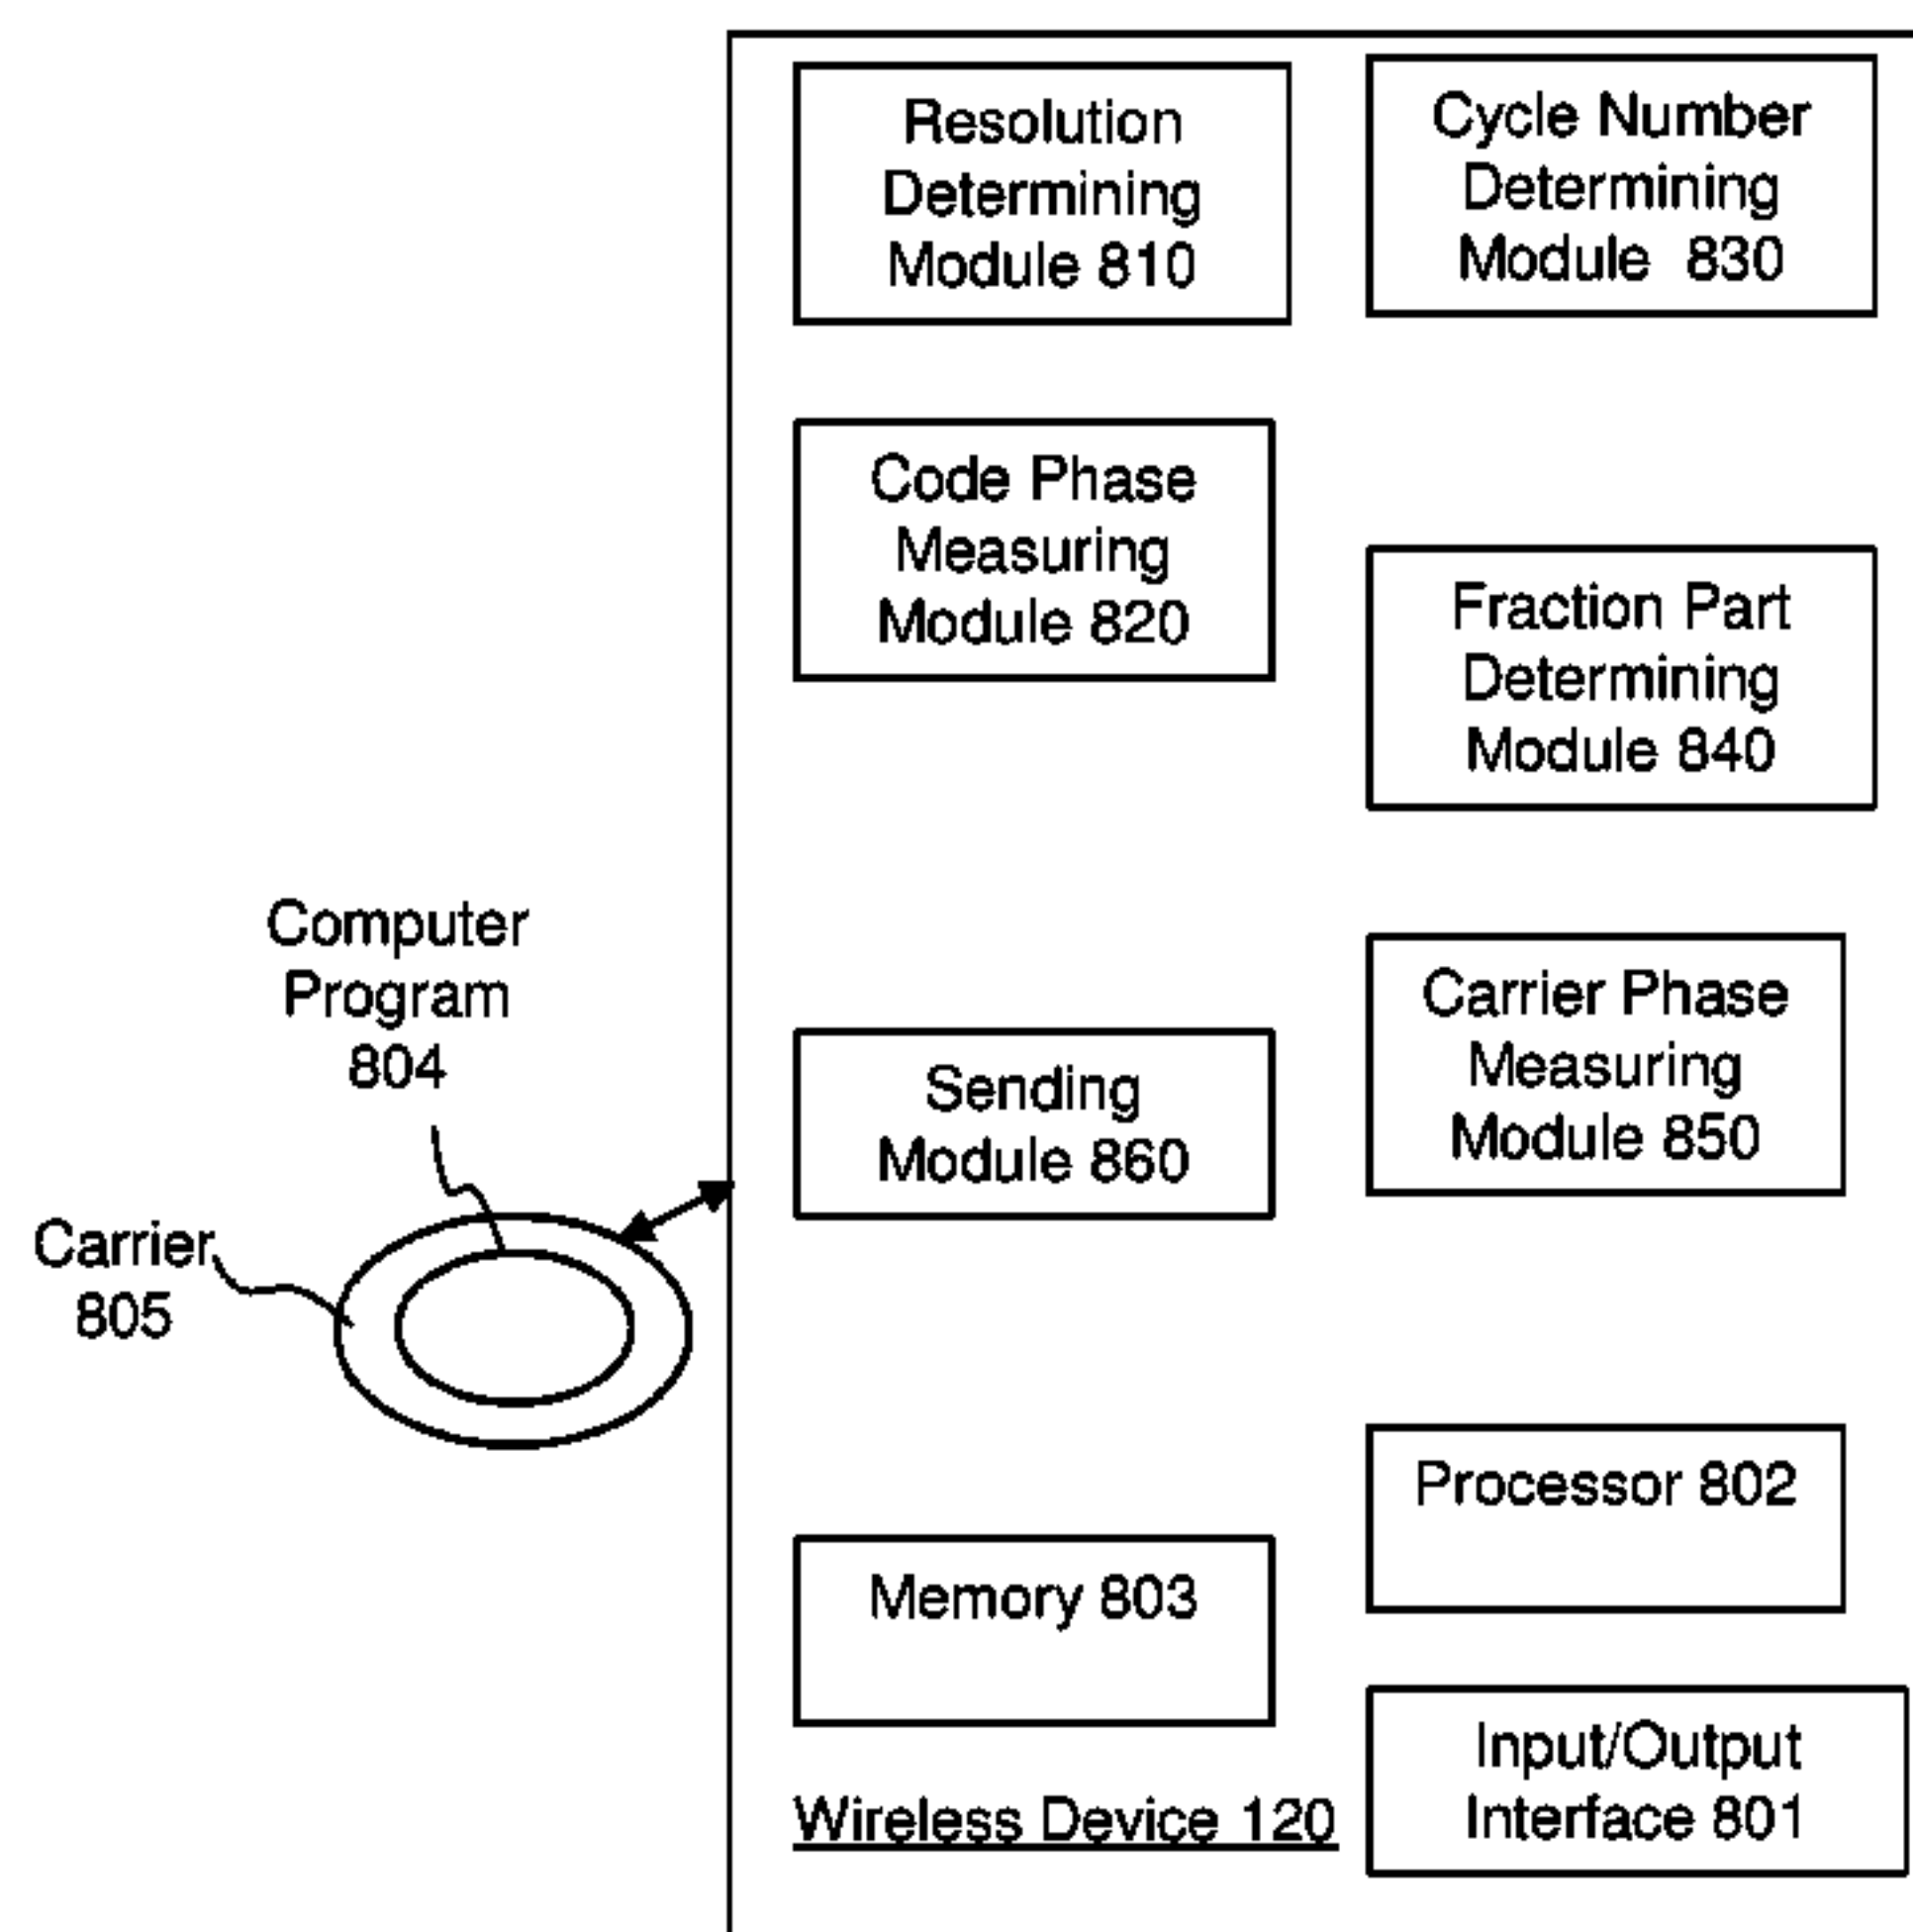 Resolution
Determining
Module 810
Cycle Number
Determining
Module 830
Code Phase
Measuring
Module 820
Fraction Part
Determining
Module 840
Computer
Program
804
Carrier Phase
Measuring
Module 850
Sending
Module 860
Carrier
805
Processor 802
Memory 803
Input/Output
Interface 801
Wireless Device 120